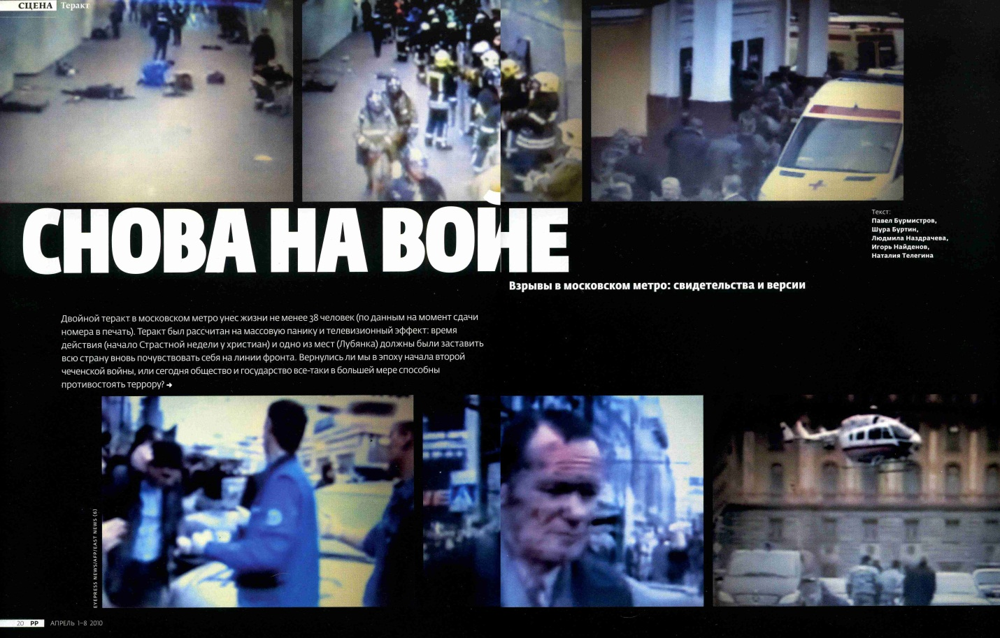 СЦЕНА Теракт
СНОВА НА ВОЙНЕ
Текст:
Павел Бурмистров,
Шура Буртин,
Людмила Наздрачева,
Игорь Найденов,
Наталия Телегина
Взрывы в московском метро: свидетельства и версии
Двойной теракт в московском метро унес жизни не менее 38 человек (по данным на момент сдачи
номера в печать). Теракт был рассчитан на массовую панику и телевизионный эффект: время
действия (начало Страстной недели у христиан) и одно из мест (Лубянка) должны были заставить
всю страну вновь почувствовать себя на линии фронта. Вернулись ли мы в эпоху начала второй
чеченской войны, или сегодня общество и государство все-таки в большей мере способны
противостоять террору? →
EYEPRESS NEWS/AFP/EAST NEWS (6)
20 РР АПРЕЛЬ 1–8 2010